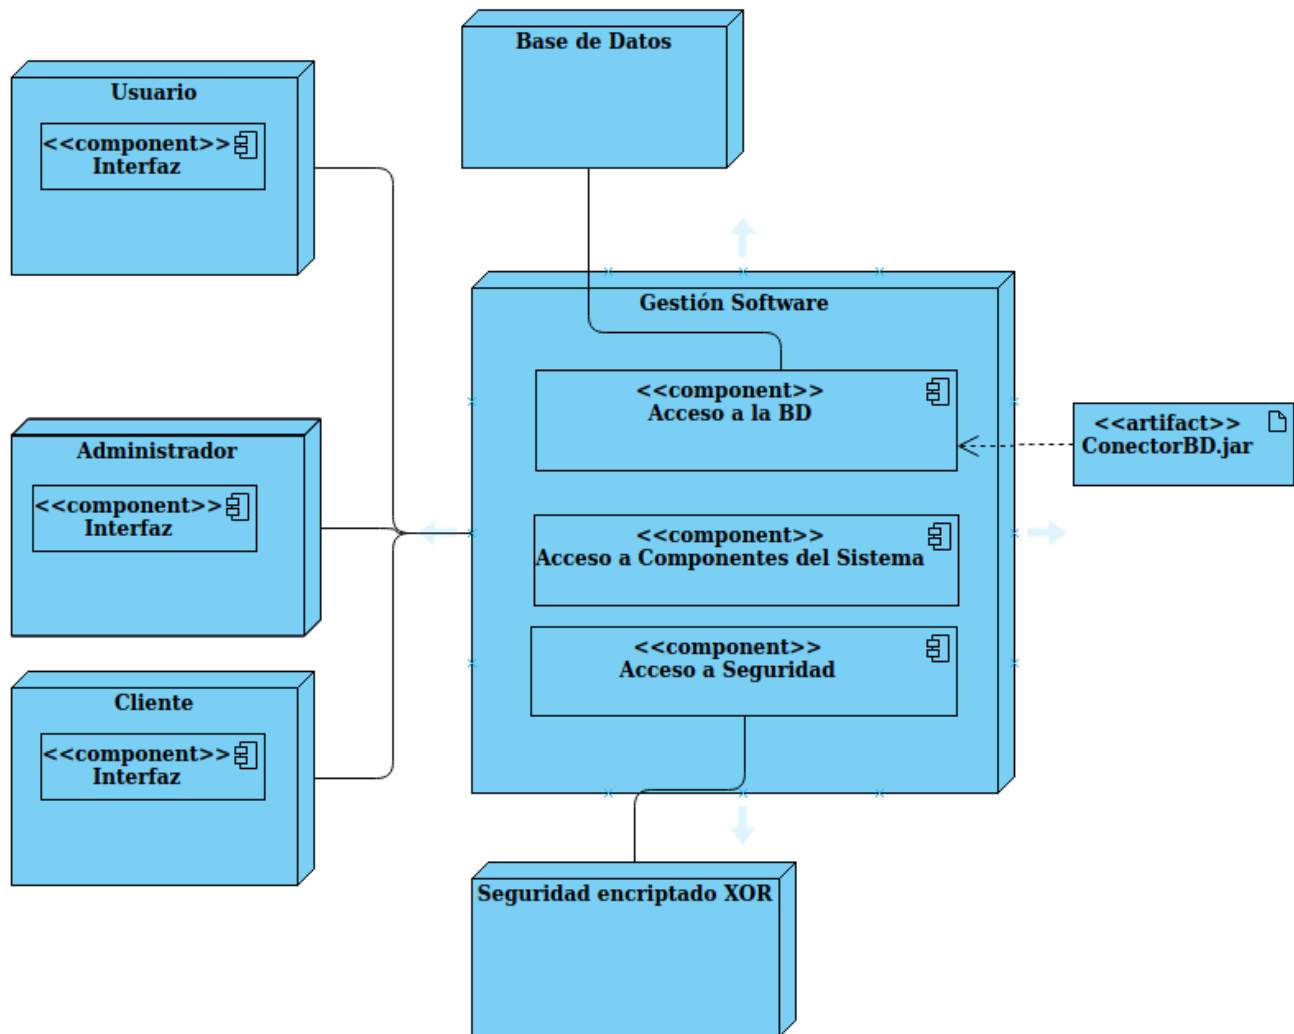 Base de Datos
Usuario
<<component>>
Interfaz
Gestión Software
<<component>>
Acceso a la BD
<<artifact>>
ConectorBD.jar
Administrador
<<component>>
Interfaz
<<component>>
Acceso a Componentes del Sistema
<<component>>
Acceso a Seguridad
Cliente
<<component>>
Interfaz
Seguridad encriptado XOR